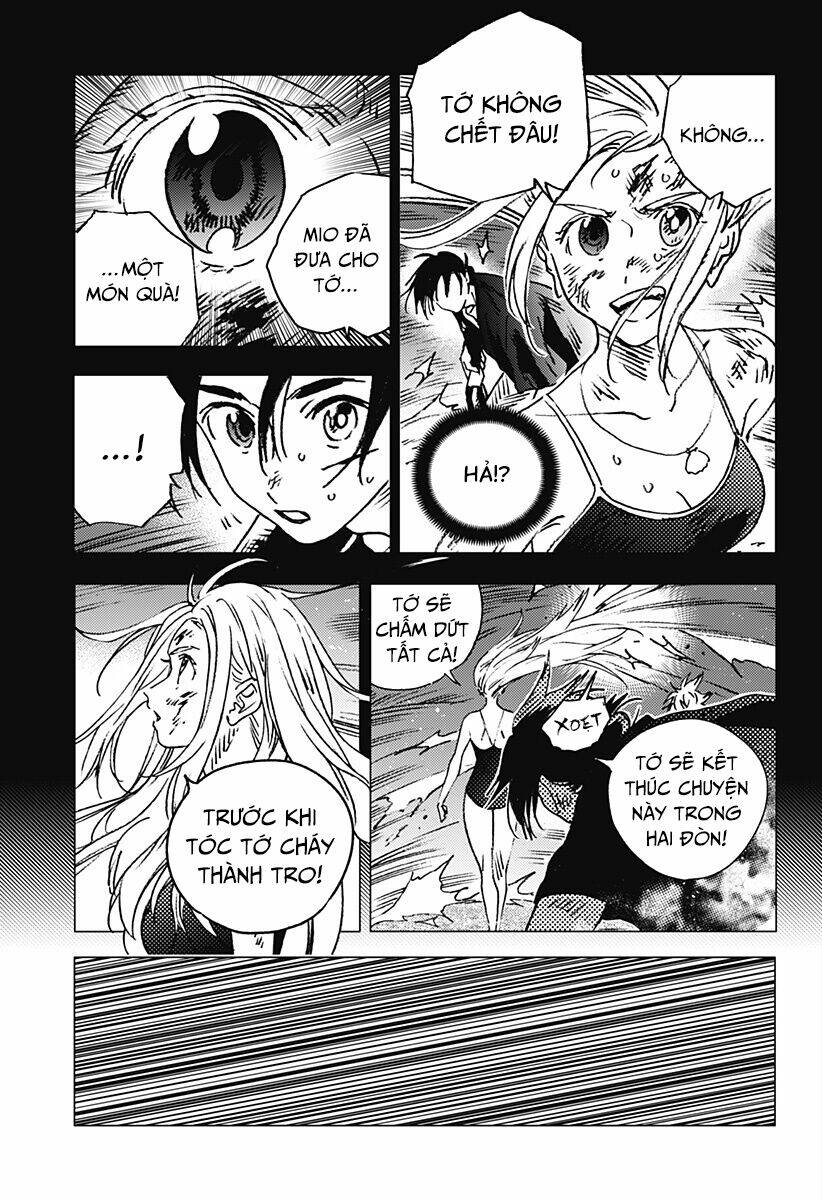 KHÔNG...
TỚ KHÔNG
CHẾT ĐÂU!
HẢ!?
MIO ĐÃ
ĐƯA CHO
TỚ...
...MỘT
MÓN QUÀ!
...!
TỚ SẼ
CHẤM DỨT
TẤT CẢ!
XOẸT
TỚ SẼ KẾT
THÚC CHUYỆN
NÀY TRONG
HAI ĐÒN!
TRƯỚC KHI
TÓC TỚ CHÁY
THÀNH TRO!